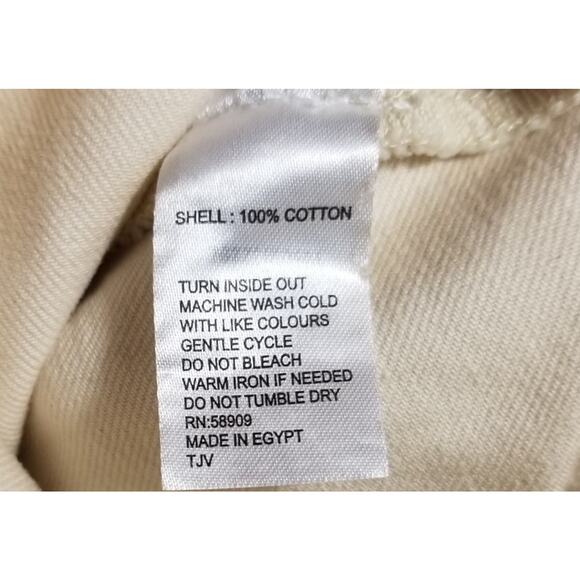 SHELL : 100% COTTON
TURN INSIDE OUT
MACHINE WASH COLD
WITH LIKE COLOURS
GENTLE CYCLE
DO NOT BLEACH
WARM IRON IF NEEDED
DO NOT TUMBLE DRY
RN:58909
MADE IN EGYPT
TJV